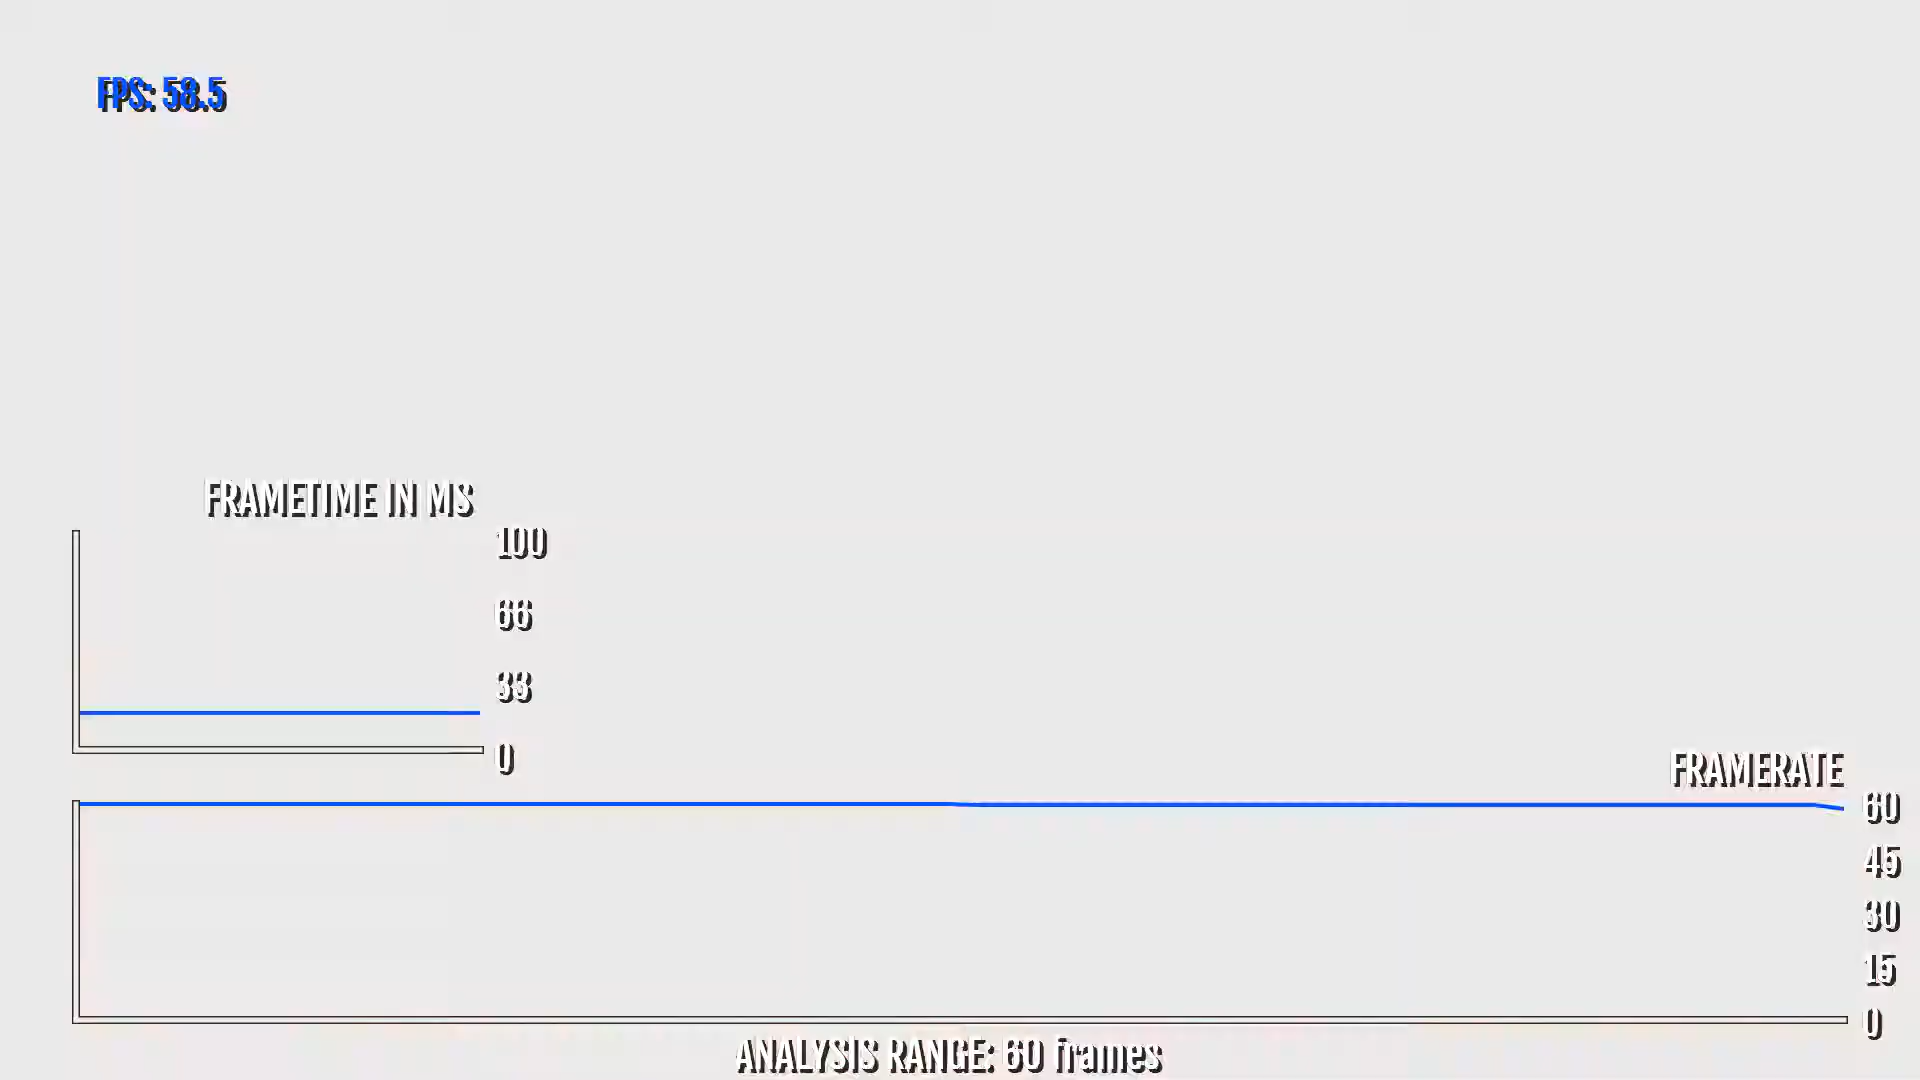 FPS: 58.5
FRAMETIME IN MS
100
66
33
0
FRAMERATE
60
45
30
15
0
ANALYSIS RANGE: 60 frames